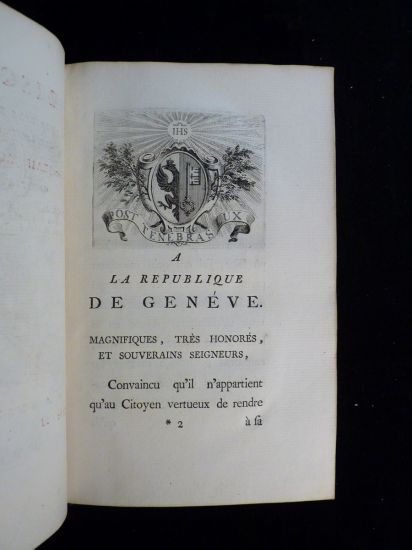 IHS
POST TENEBRAS LUX
A
LA REPUBLIQUE
DE GENÉVE.
MAGNIFIQUES, TRÈS HONORÉS,
ET SOUVERAINS SEIGNEURS,
Convaincu qu'il n'appartient
qu'au Citoyen vertueux de rendre
* 2 à ſa